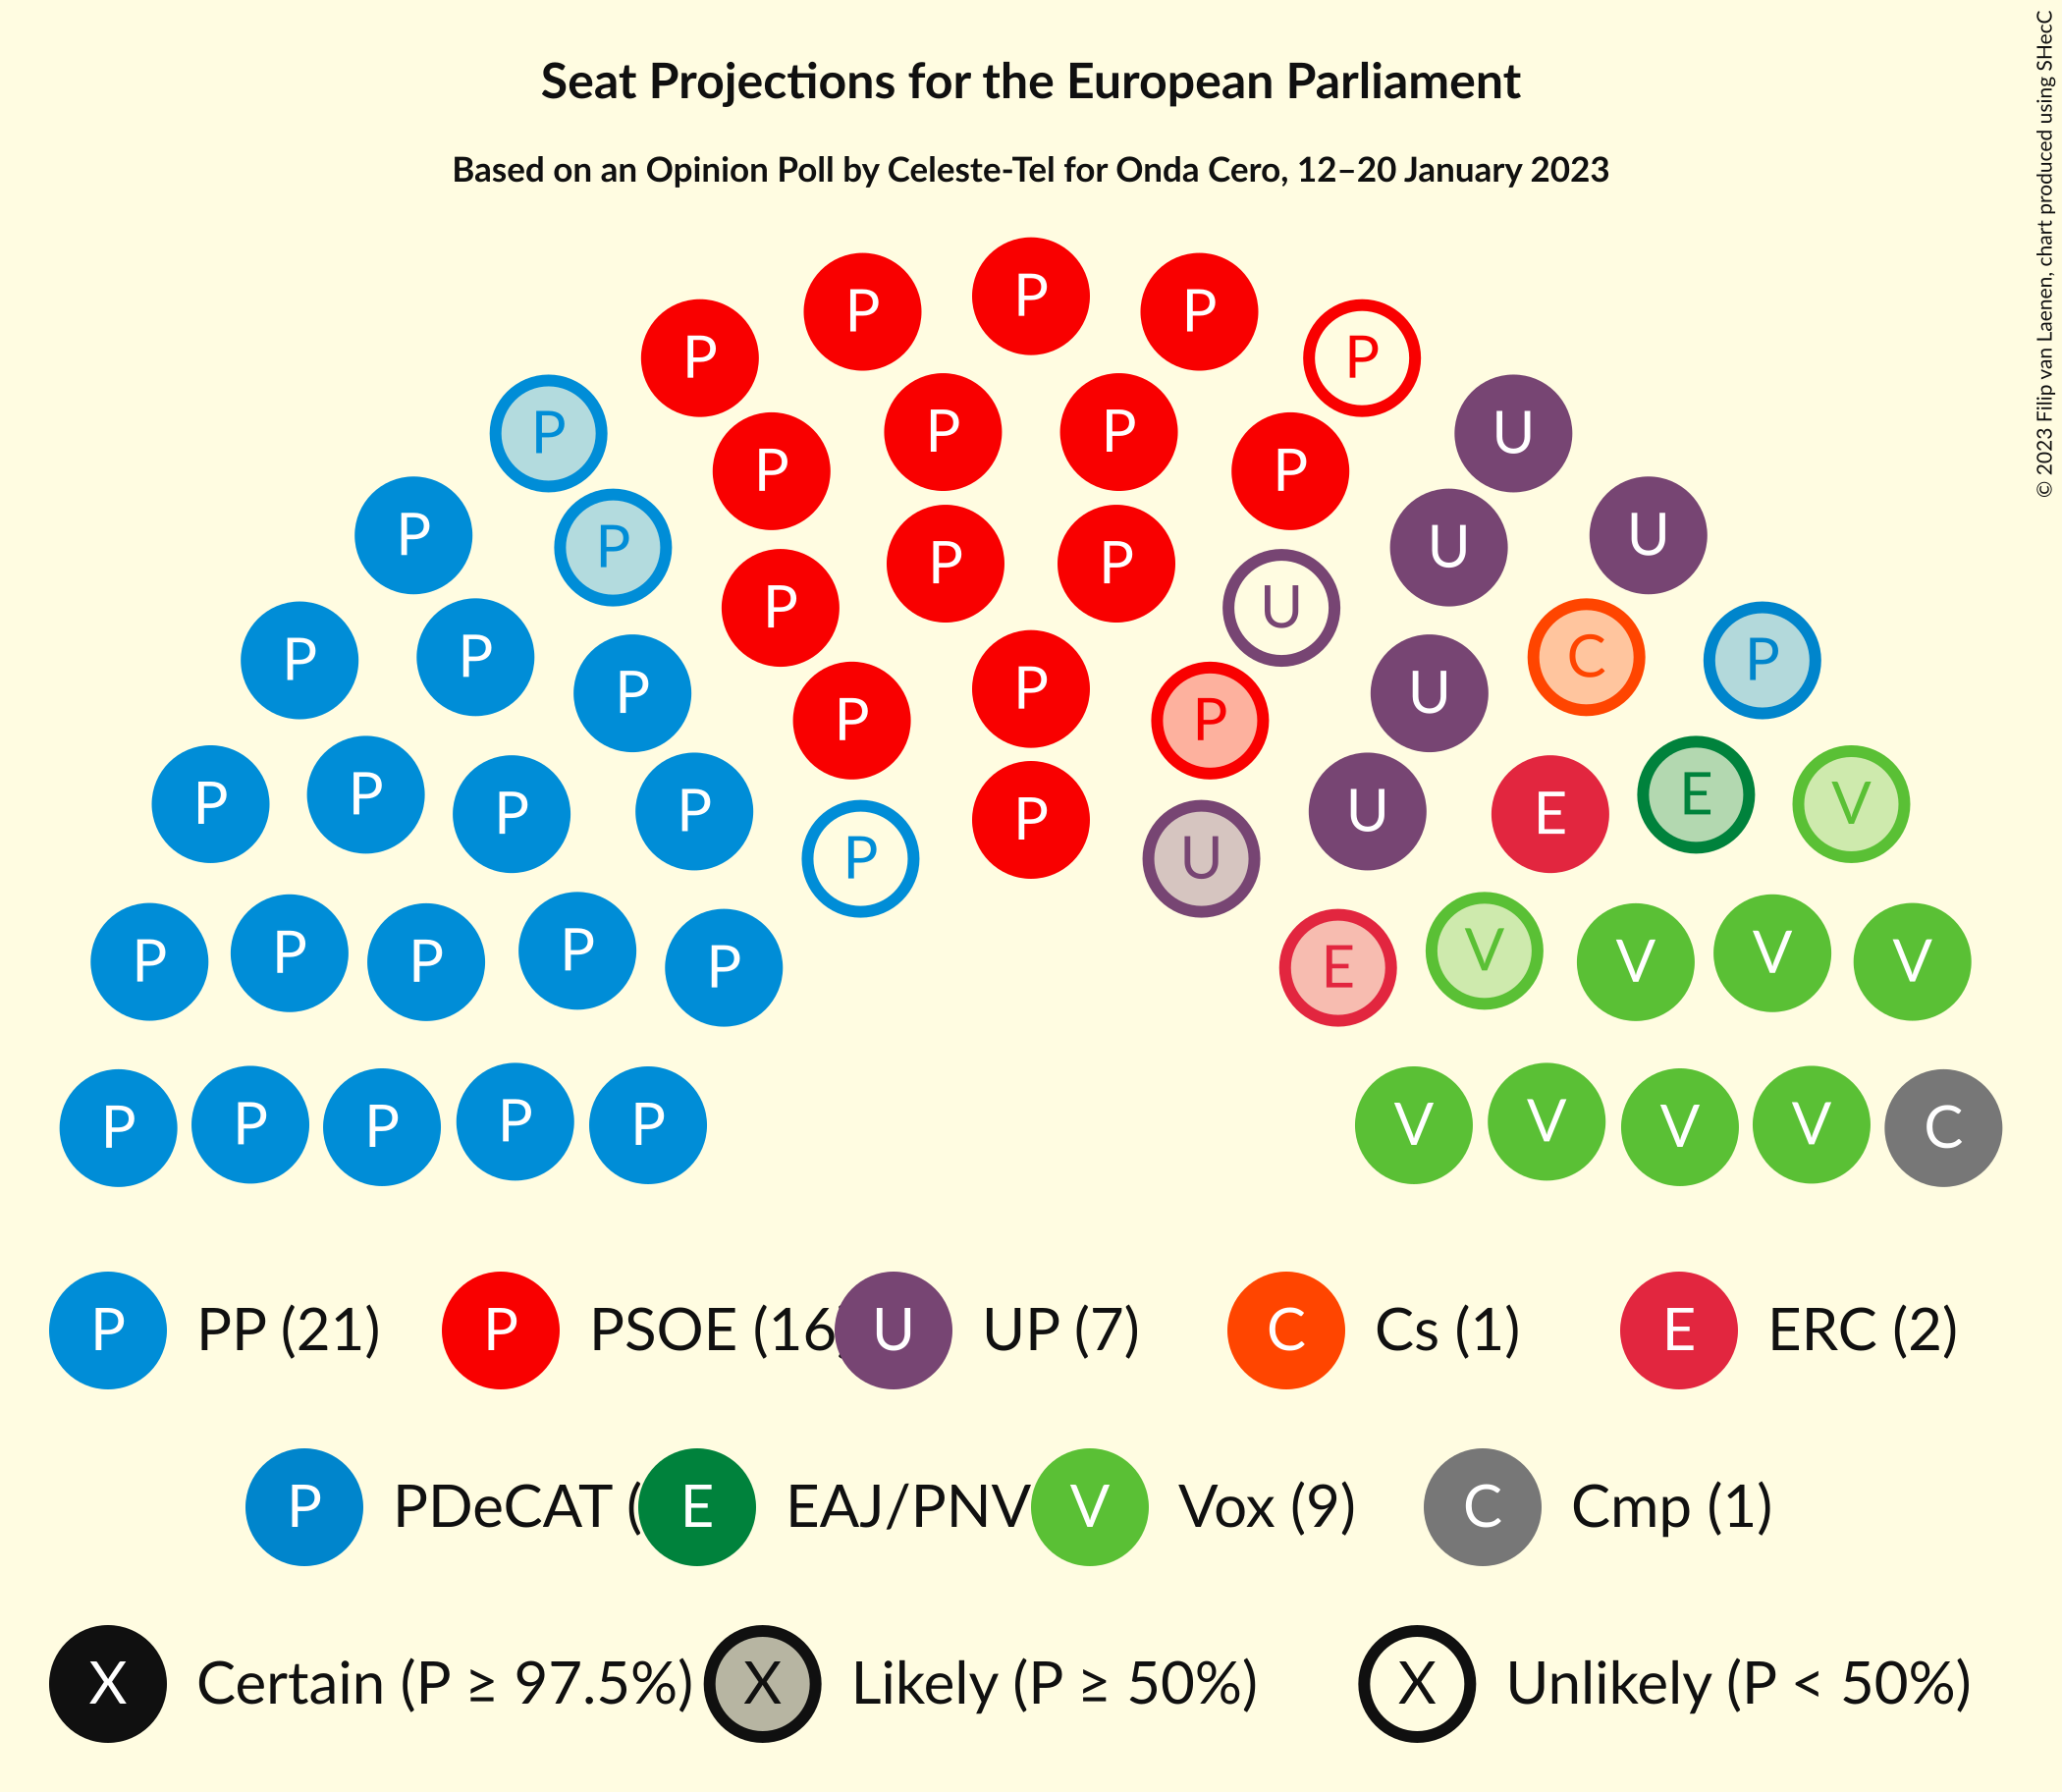 Seat Projections for the European Parliament
Based on an Opinion Poll by Celeste-Tel for Onda Cero, 12–20 January 2023
© 2023 Filip van Laenen, chart produced using SHecC
P
P P
P P
P P P U
P P
P P P P U U
P U
P P C P
P P P P U
P P P P P U E E V
P U
P P P P P E V V V V
P P P P P V V V V C
P PP (21) P PSOE (16 U UP (7) C Cs (1) E ERC (2)
P PDeCAT ( E EAJ/PNV V Vox (9) C Cmp (1)
X Certain (P ≥ 97.5%) X Likely (P ≥ 50%) X Unlikely (P < 50%)